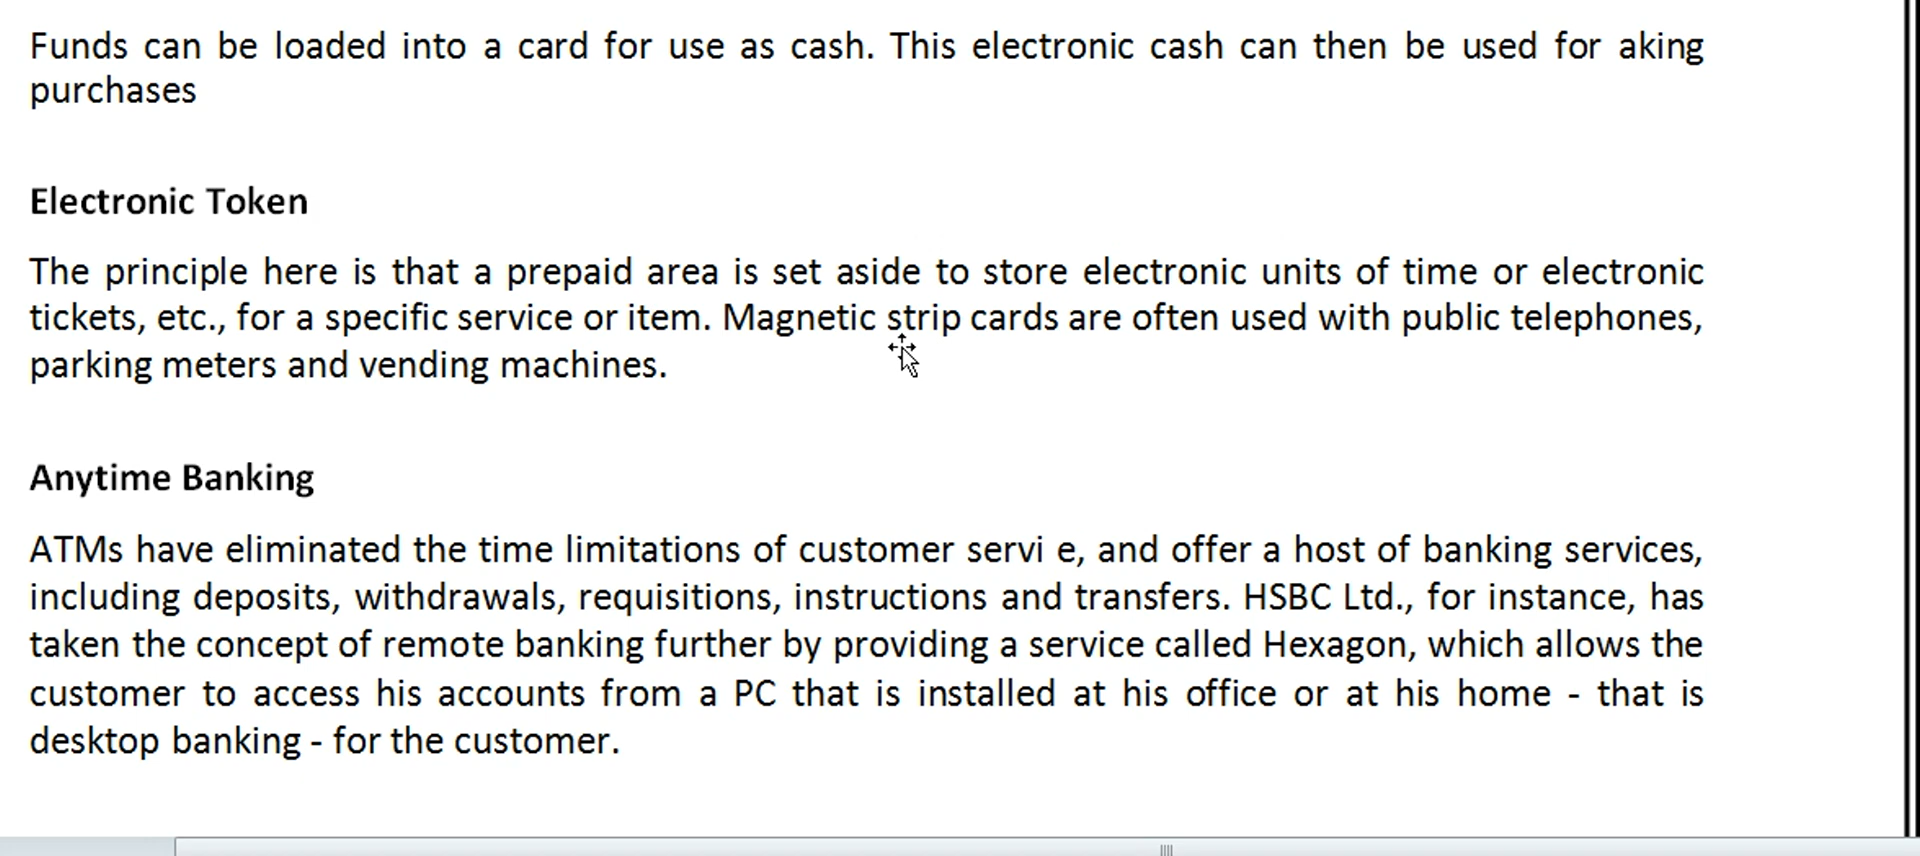 Funds can be loaded into a card for use as cash. This electronic cash can then be used for aking
purchases
Electronic Token
The principle here is that a prepaid area is set aside to store electronic units of time or electronic
tickets, etc., for a specific service or item. Magnetic strip cards are often used with public telephones,
parking meters and vending machines.
Anytime Banking
ATMs have eliminated the time limitations of customer servi e, and offer a host of banking services,
including deposits, withdrawals, requisitions, instructions and transfers. HSBC Ltd., for instance, has
taken the concept of remote banking further by providing a service called Hexagon, which allows the
customer to access his accounts from a PC that is installed at his office or at his home - that is
desktop banking - for the customer.